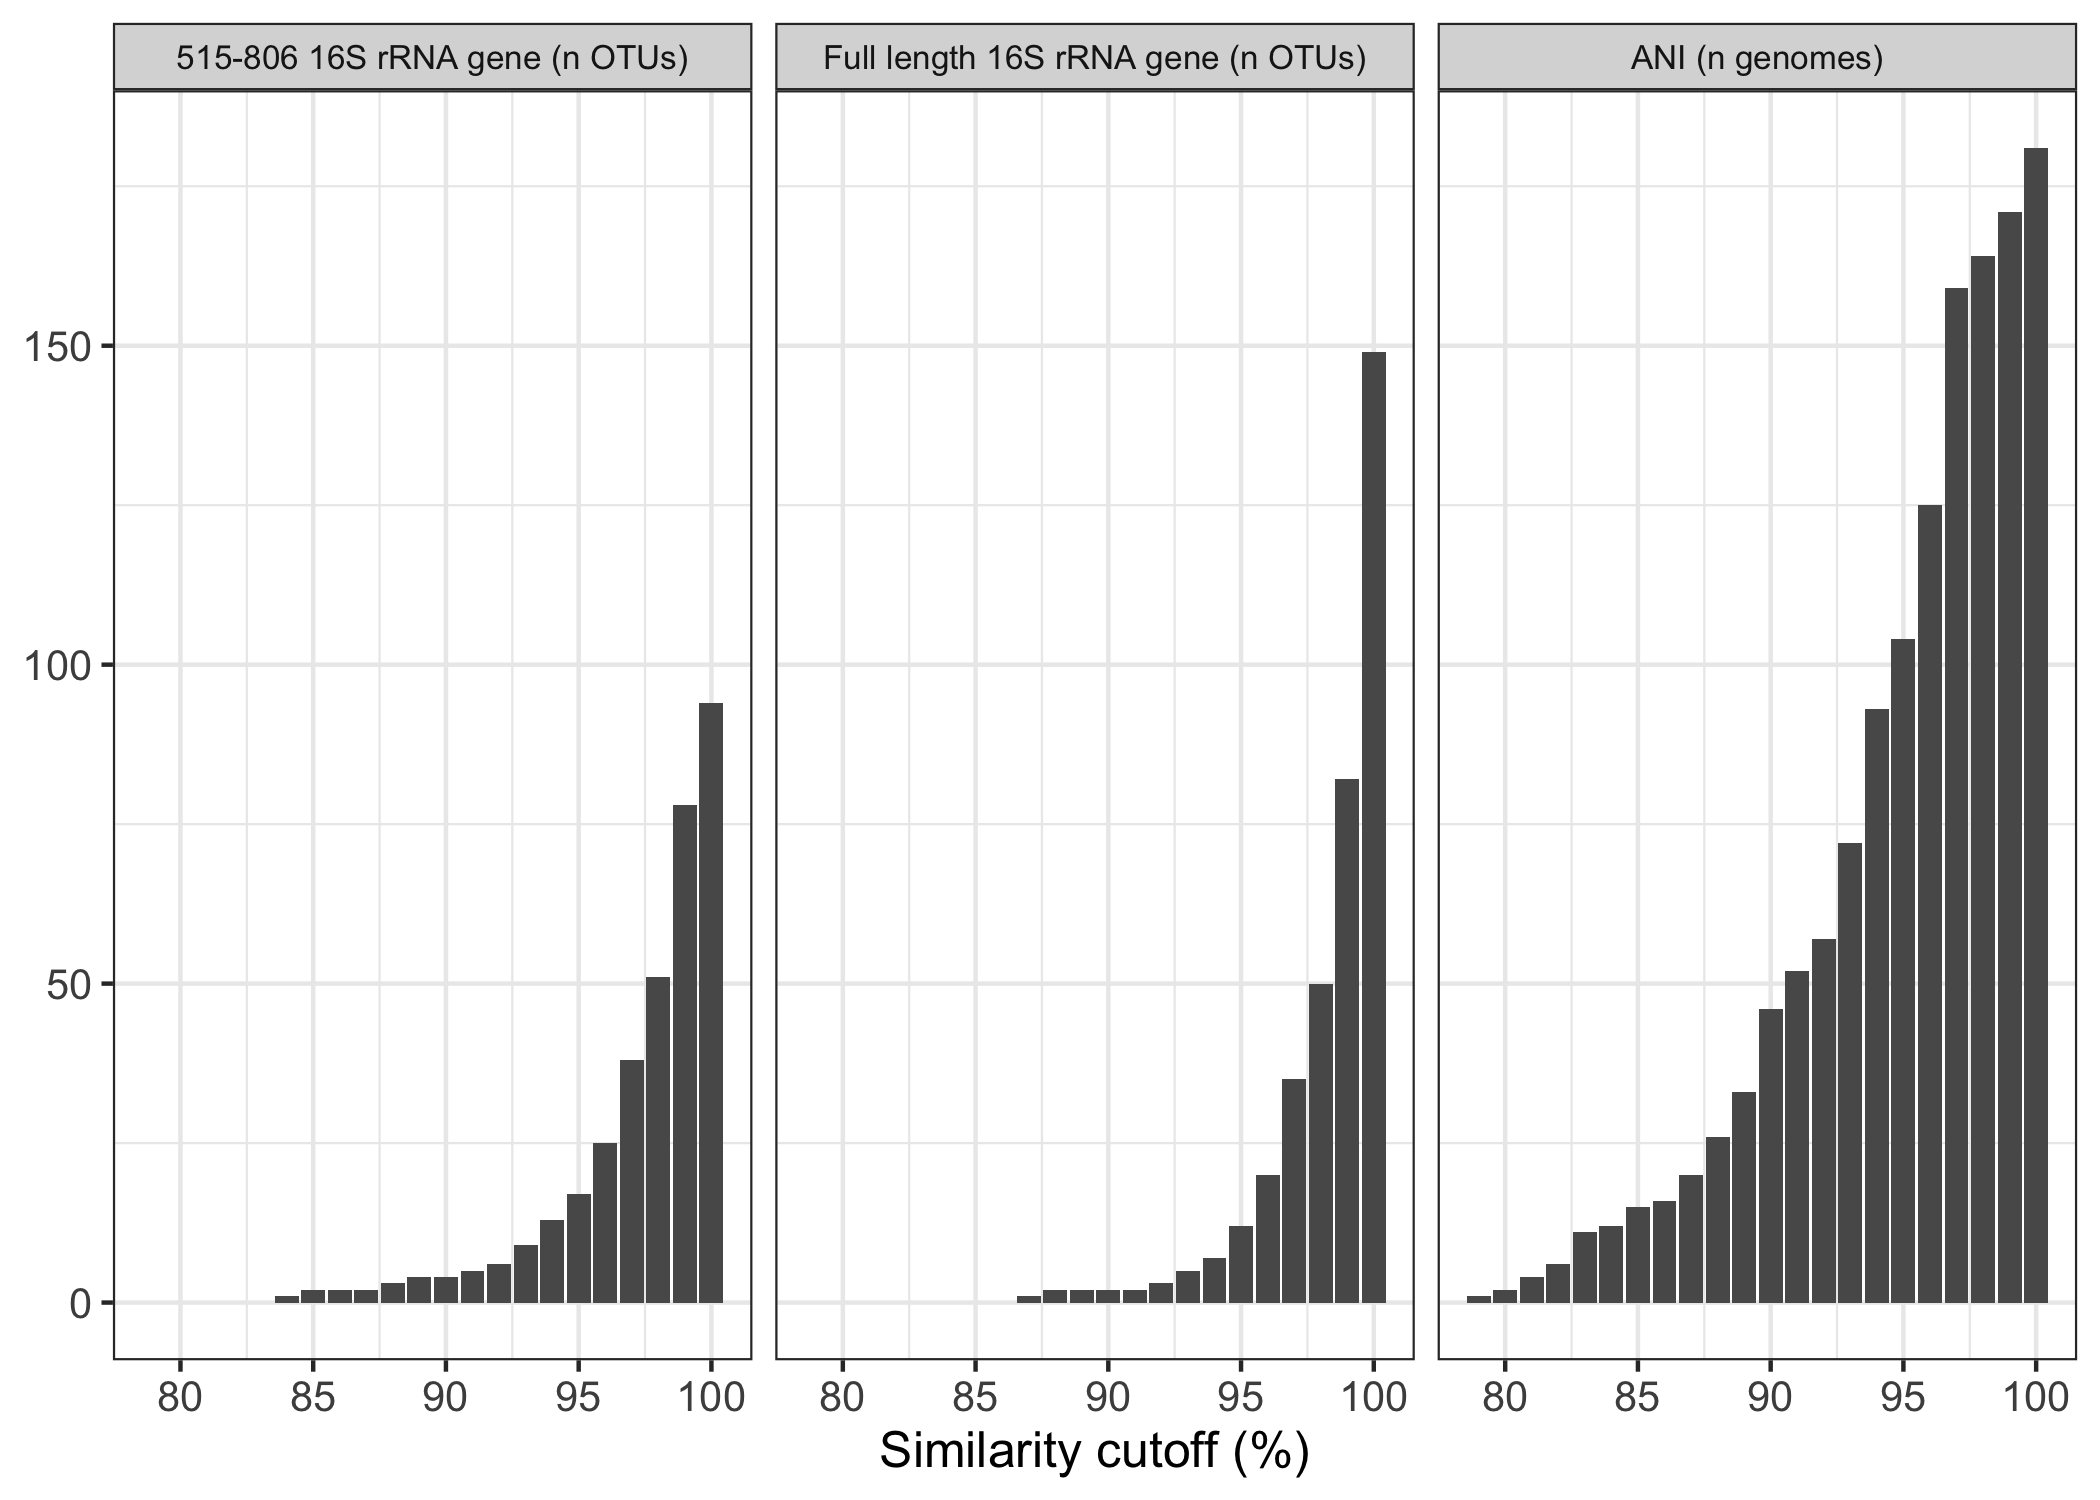 515-806 16S rRNA gene (n OTUs)
Full length 16S rRNA gene (n OTUs)
ANI (n genomes)
150
100
50
0
80 85 90 95 100
80 85 90 95 100
80 85 90 95 100
Similarity cutoff (%)